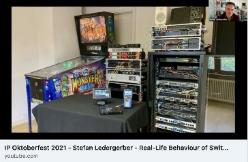 IP Oktoberfest 2021 - Stefan Ledergerber - Real-Life Behaviour of Swit...
youtube.com